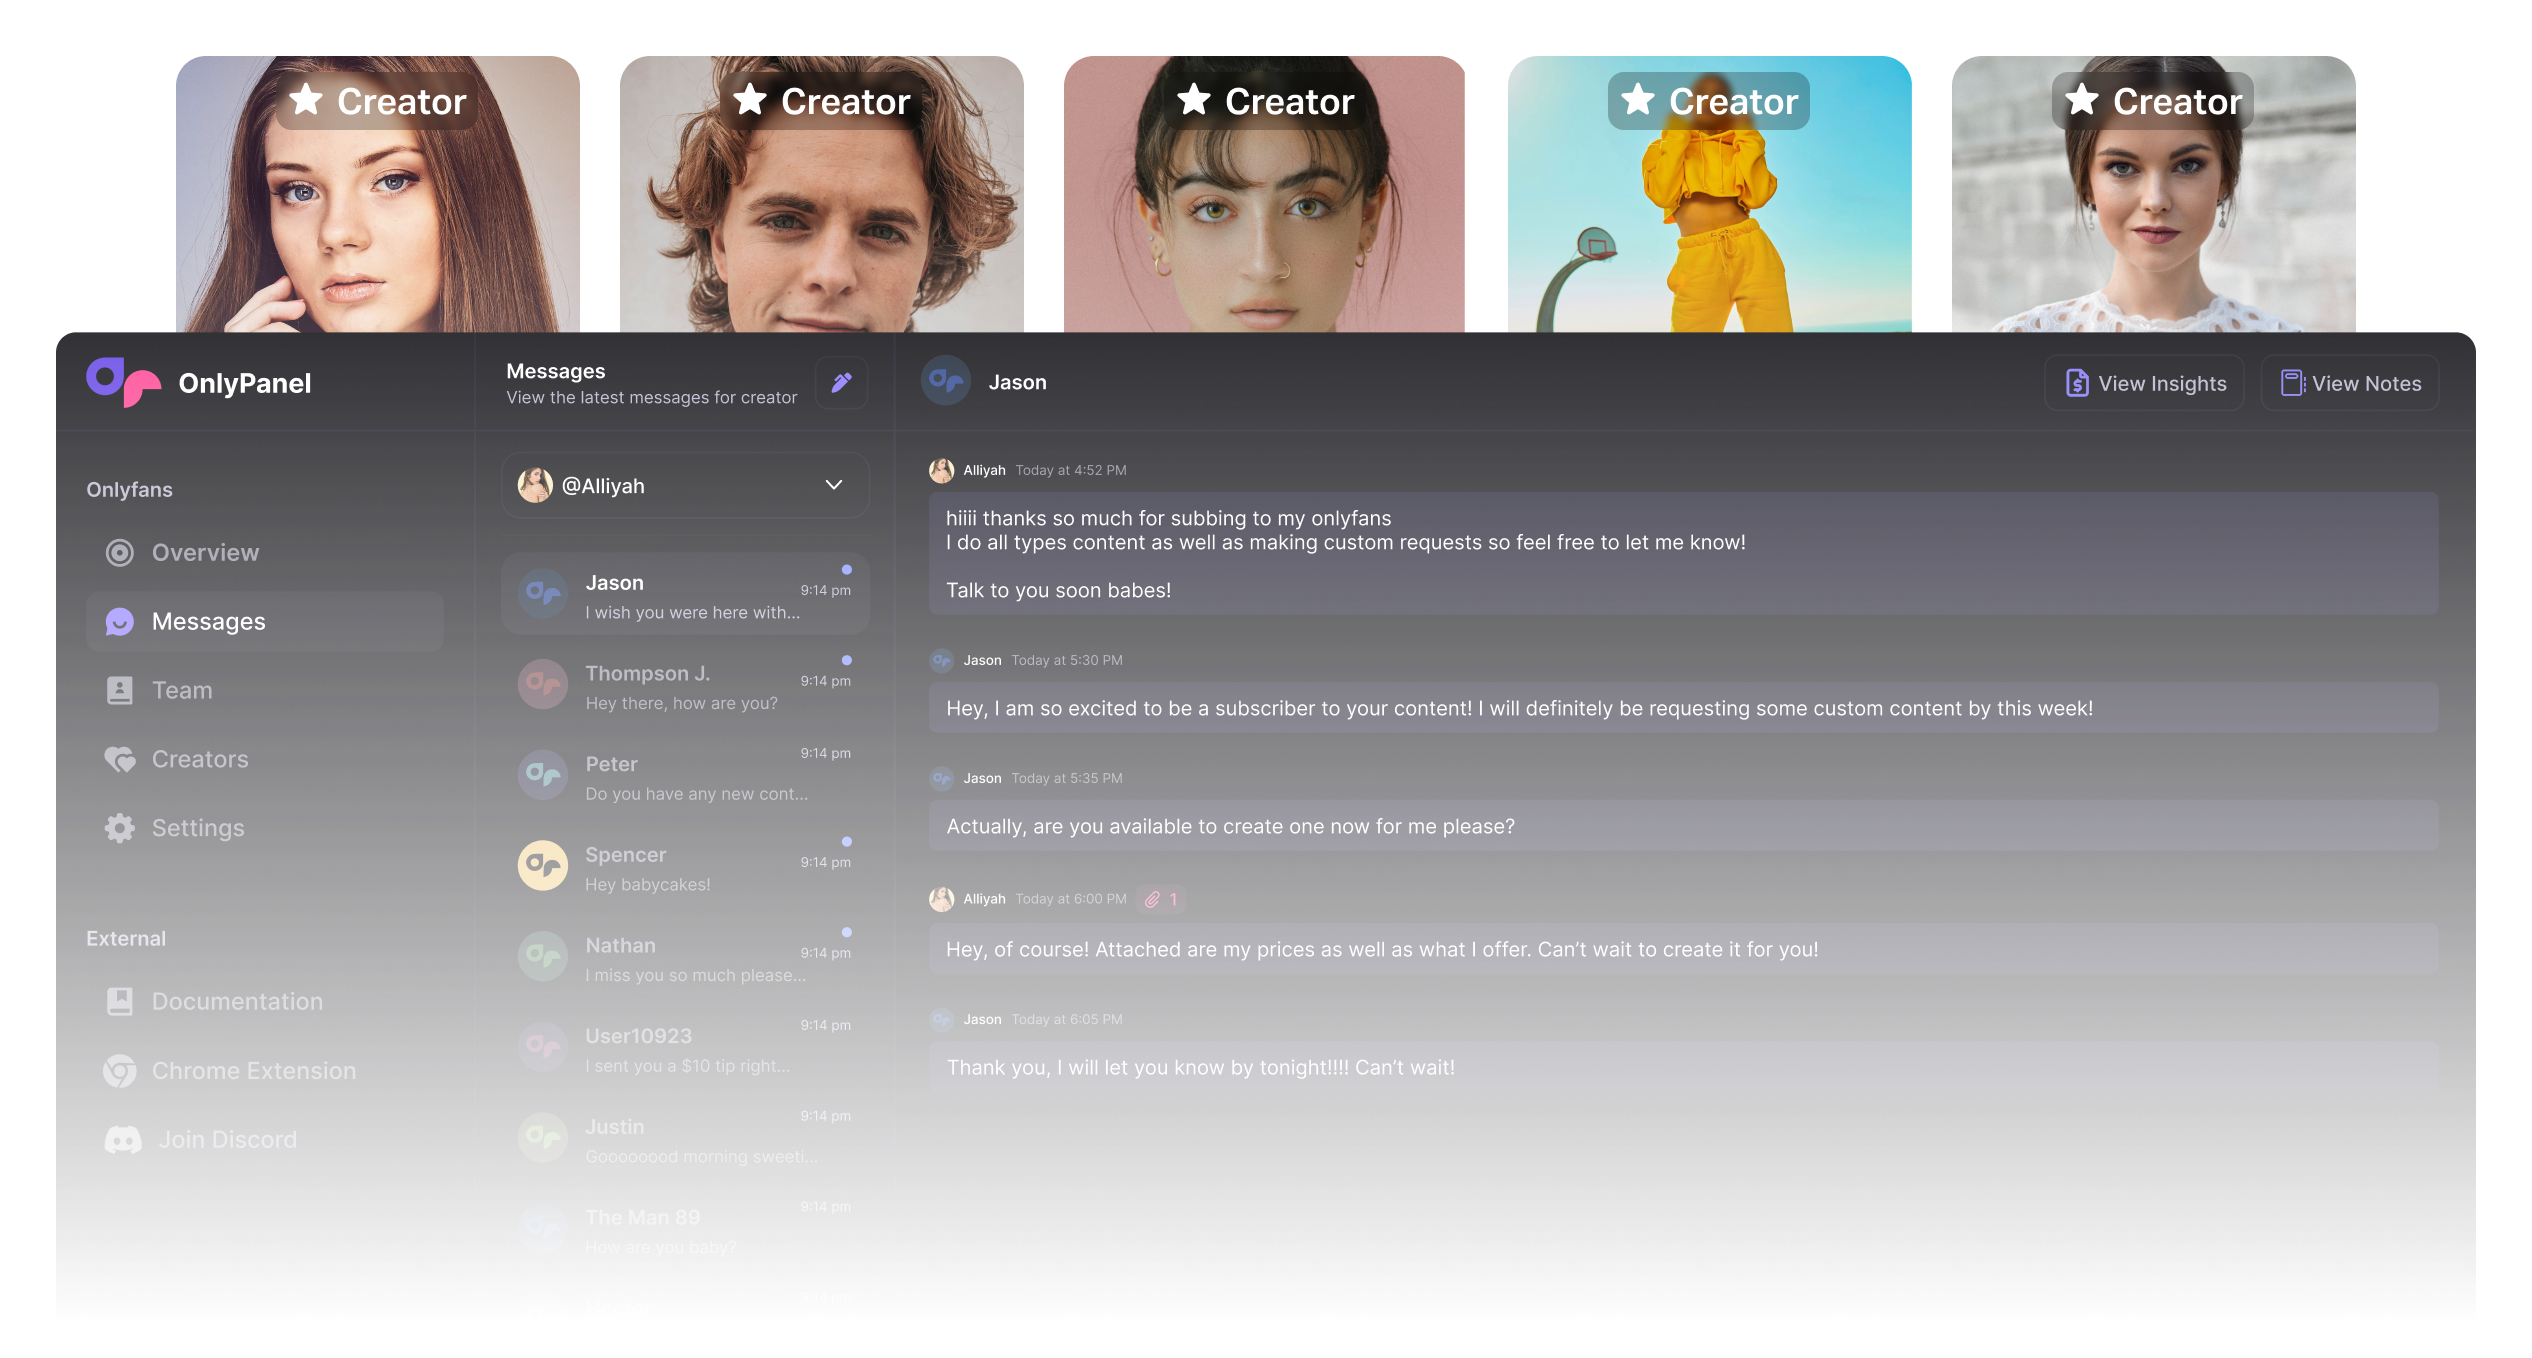 Creator
Creator
Creator
Creator
Creator
OnlyPanel
Onlyfans
Overview
Messages
Team
Creators
Settings
External
Documentation
Chrome Extension
Join Discord
Messages
View the latest messages for creator
@Alliyah
Jason
9:14 pm
I wish you were here with...
Thompson J.
9:14 pm
Hey there, how are you?
9:14 pm
Peter
Do you have any new cont...
Spencer
9:14 pm
Hey babycakes!
Nathan
9:14 pm
I miss you so much please...
9:14 pm
User10923
I sent you a $10 tip right...
9:14 pm
Justin
Goooooood morning sweeti...
9:14 pm
The Man 89
How are you baby?
9:14 pm
Jason
View Insights
View Notes
Alliyah Today at 4:52 PM
hiiii thanks so much for subbing to my onlyfans
I do all types content as well as making custom requests so feel free to let me know!
Talk to you soon babes!
Jason Today at 5:30 PM
Hey, I am so excited to be a subscriber to your content! I will definitely be requesting some custom content by this week!
Jason Today at 5:35 PM
Actually, are you available to create one now for me please?
Alliyah Today at 6:00 PM 1
Hey, of course! Attached are my prices as well as what I offer. Can’t wait to create it for you!
Jason Today at 6:05 PM
Thank you, I will let you know by tonight!!!! Can’t wait!